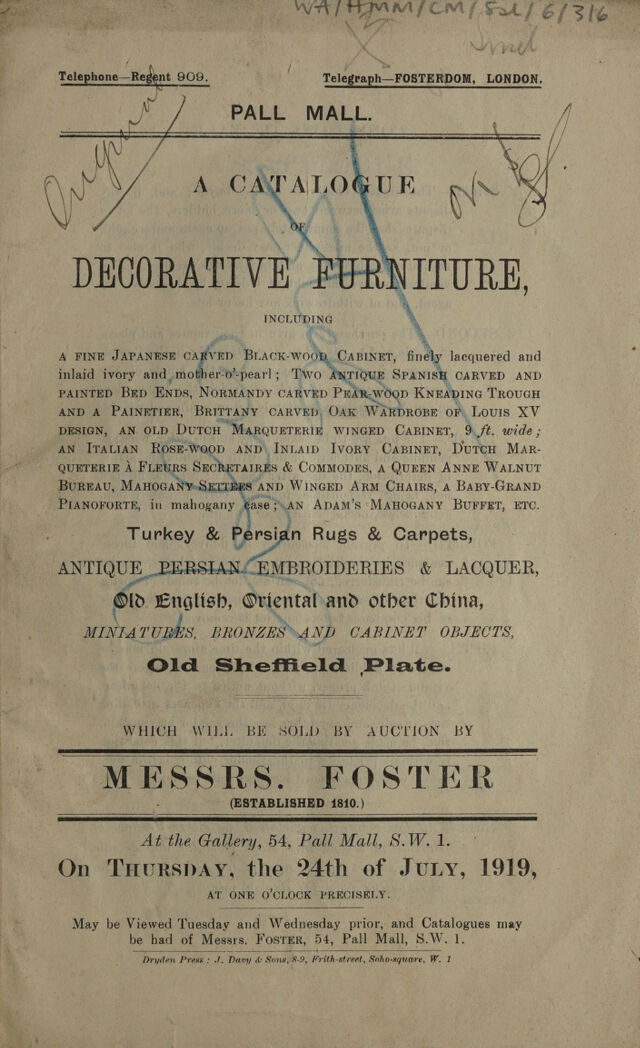 WA/HMM/CM/Sal/6/316
Telephone—Regent 909.
Telegraph—FOSTERDOM, LONDON.
PALL MALL.
A CATALOGUE
OF
DECORATIVE FURNITURE,
INCLUDING
A FINE JAPANESE CARVED BLACK-WOOD CABINET, finely lacquered and
inlaid ivory and mother-o'-pearl; TWO ANTIQUE SPANISH CARVED AND
PAINTED BED ENDS, NORMANDY CARVED PEAR-WOOD KNEADING TROUGH
AND A PAINETIER, BRITTANY CARVED OAK WARDROBE OF LOUIS XV
DESIGN, AN OLD DUTCH MARQUETERIE WINGED CABINET, 9 ft. wide;
AN ITALIAN ROSE-WOOD AND INLAID IVORY CABINET, DUTCH MAR-
QUETERIE À FLEURS SECRETAIRES & COMMODES, A QUEEN ANNE WALNUT
BUREAU, MAHOGANY SETTEES AND WINGED ARM CHAIRS, A BABY-GRAND
PIANOFORTE, in mahogany case; AN ADAM'S MAHOGANY BUFFET, ETC.
Turkey & Persian Rugs & Carpets,
ANTIQUE PERSIAN EMBROIDERIES & LACQUER,
Old English, Oriental and other China,
MINIATURES, BRONZES AND CABINET OBJECTS,
Old Sheffield Plate.
WHICH WILL BE SOLD BY AUCTION BY
MESSRS. FOSTER
(ESTABLISHED 1810.)
At the Gallery, 54, Pall Mall, S.W. 1.
On THURSDAY, the 24th of JULY, 1919,
AT ONE O'CLOCK PRECISELY.
May be Viewed Tuesday and Wednesday prior, and Catalogues may
be had of Messrs. FOSTER, 54, Pall Mall, S.W. 1.
Dryden Press: J. Davy & Sons, 8-9, Frith-street, Soho-square, W. 1